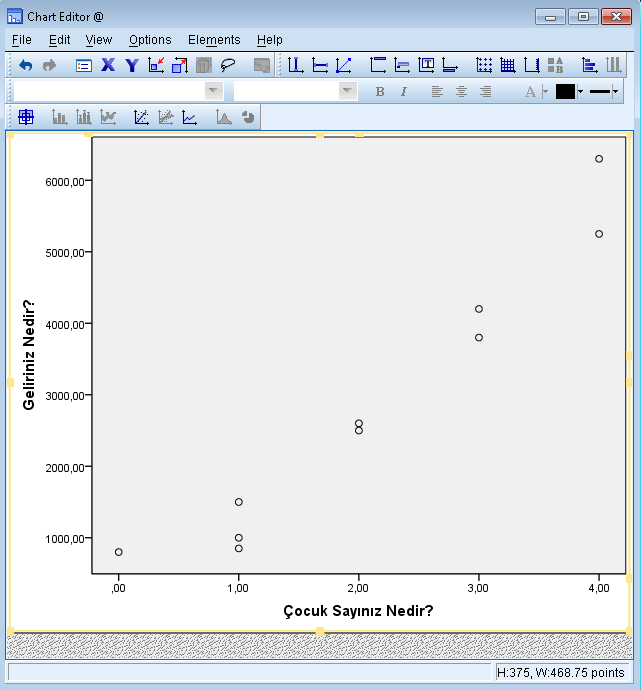 Chart Editor @
File Edit View Options Elements Help
X Y
B I A
6000,00
5000,00
4000,00
3000,00
2000,00
1000,00
Geliriniz Nedir?
,00 1,00 2,00 3,00 4,00
Çocuk Sayınız Nedir?
H:375, W:468.75 points